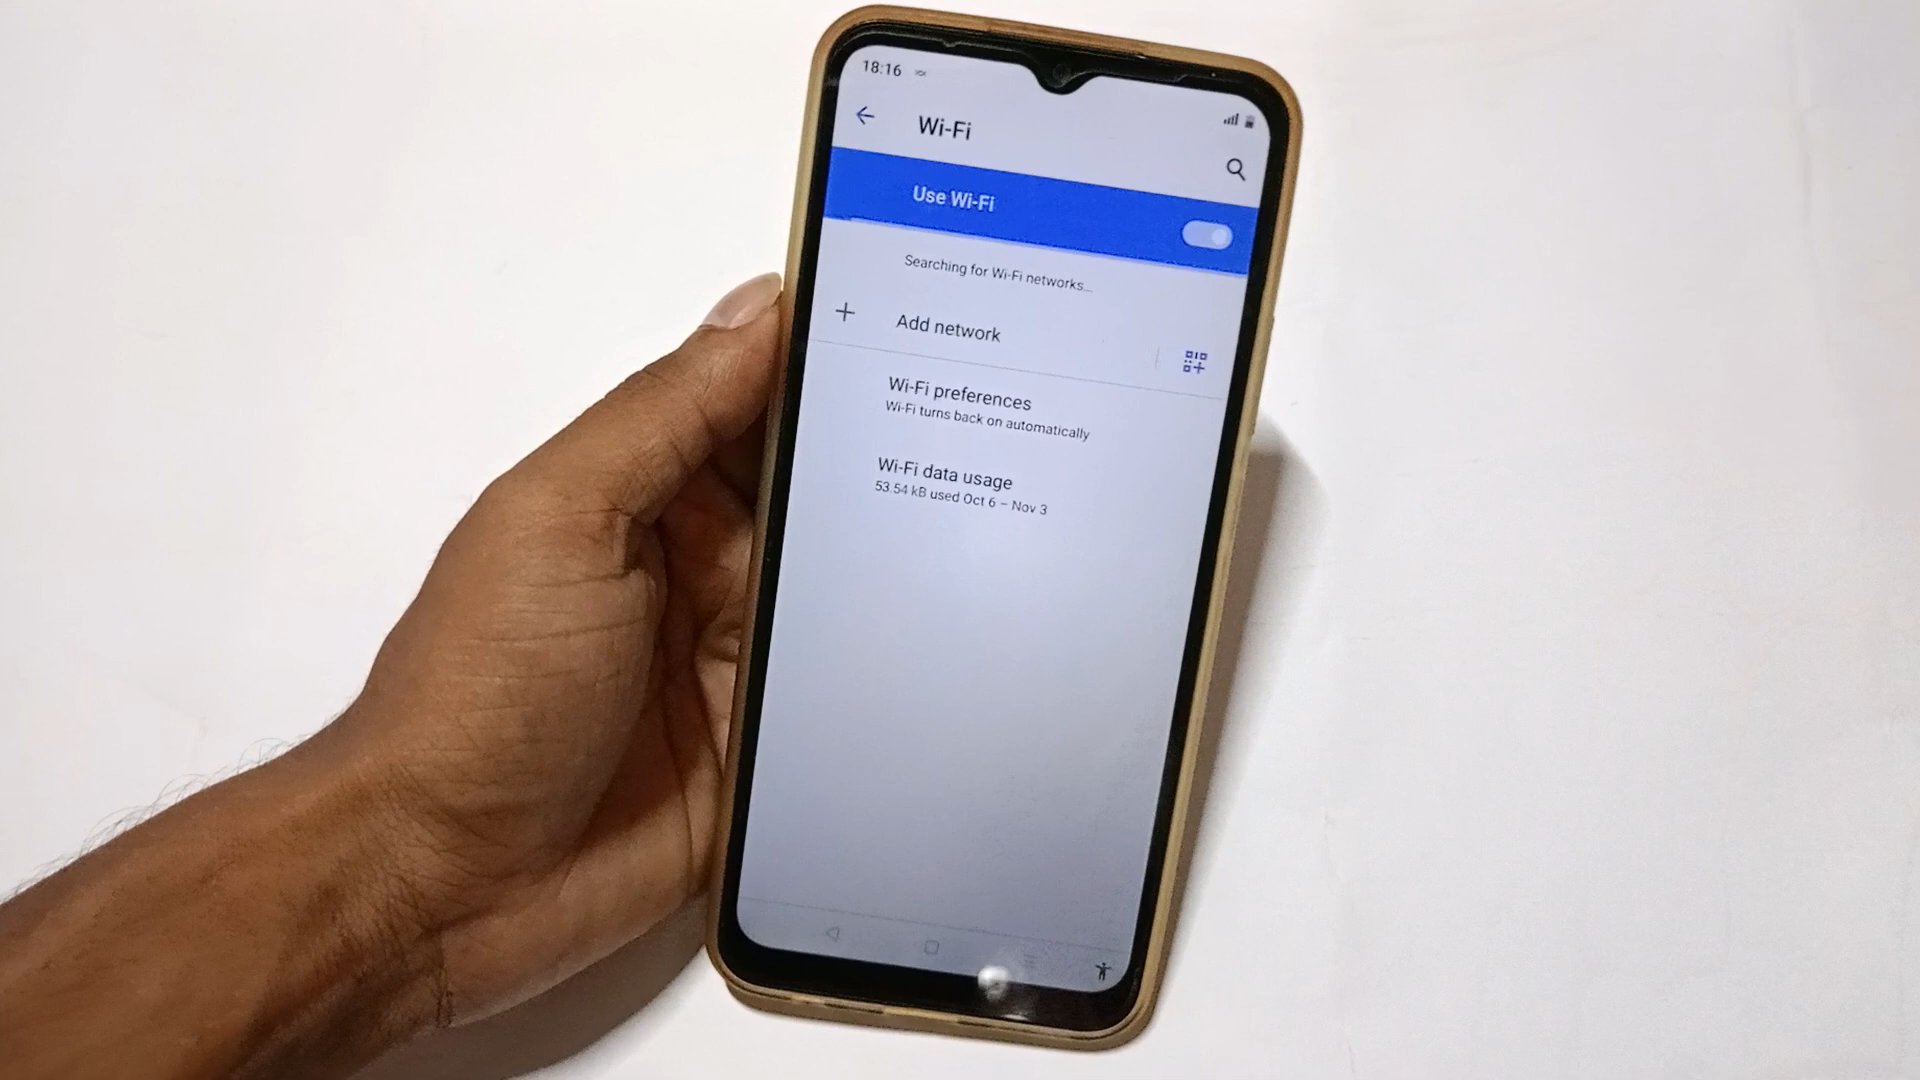 18:16
Wi-Fi
Use Wi-Fi
Searching for Wi-Fi networks...
Add network
Wi-Fi preferences
Wi-Fi turns back on automatically
Wi-Fi data usage
53.54 kB used Oct 6 – Nov 3